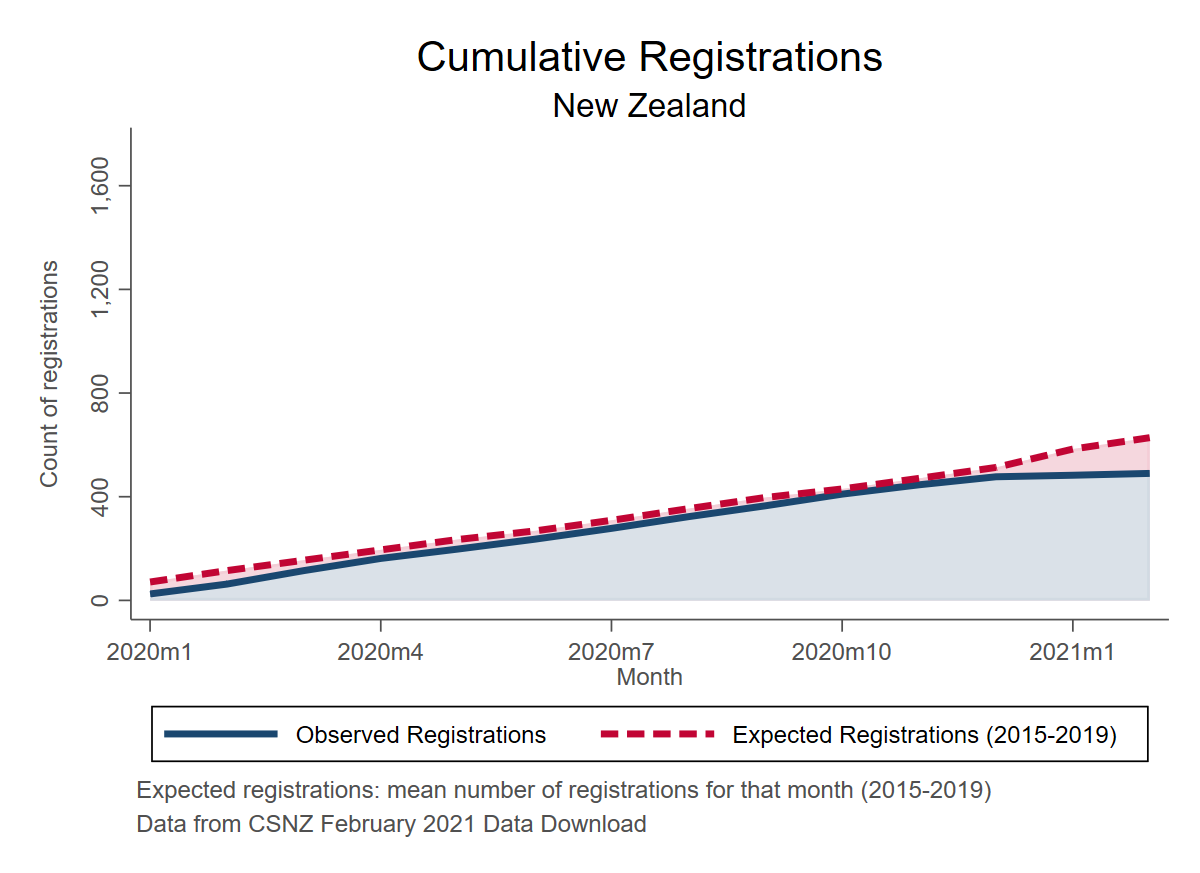 Cumulative Registrations
New Zealand
Count of registrations
1,600
1,200
800
400
0
2020m1 2020m4 2020m7 2020m10 2021m1
Month
Observed Registrations Expected Registrations (2015-2019)
Expected registrations: mean number of registrations for that month (2015-2019)
Data from CSNZ February 2021 Data Download